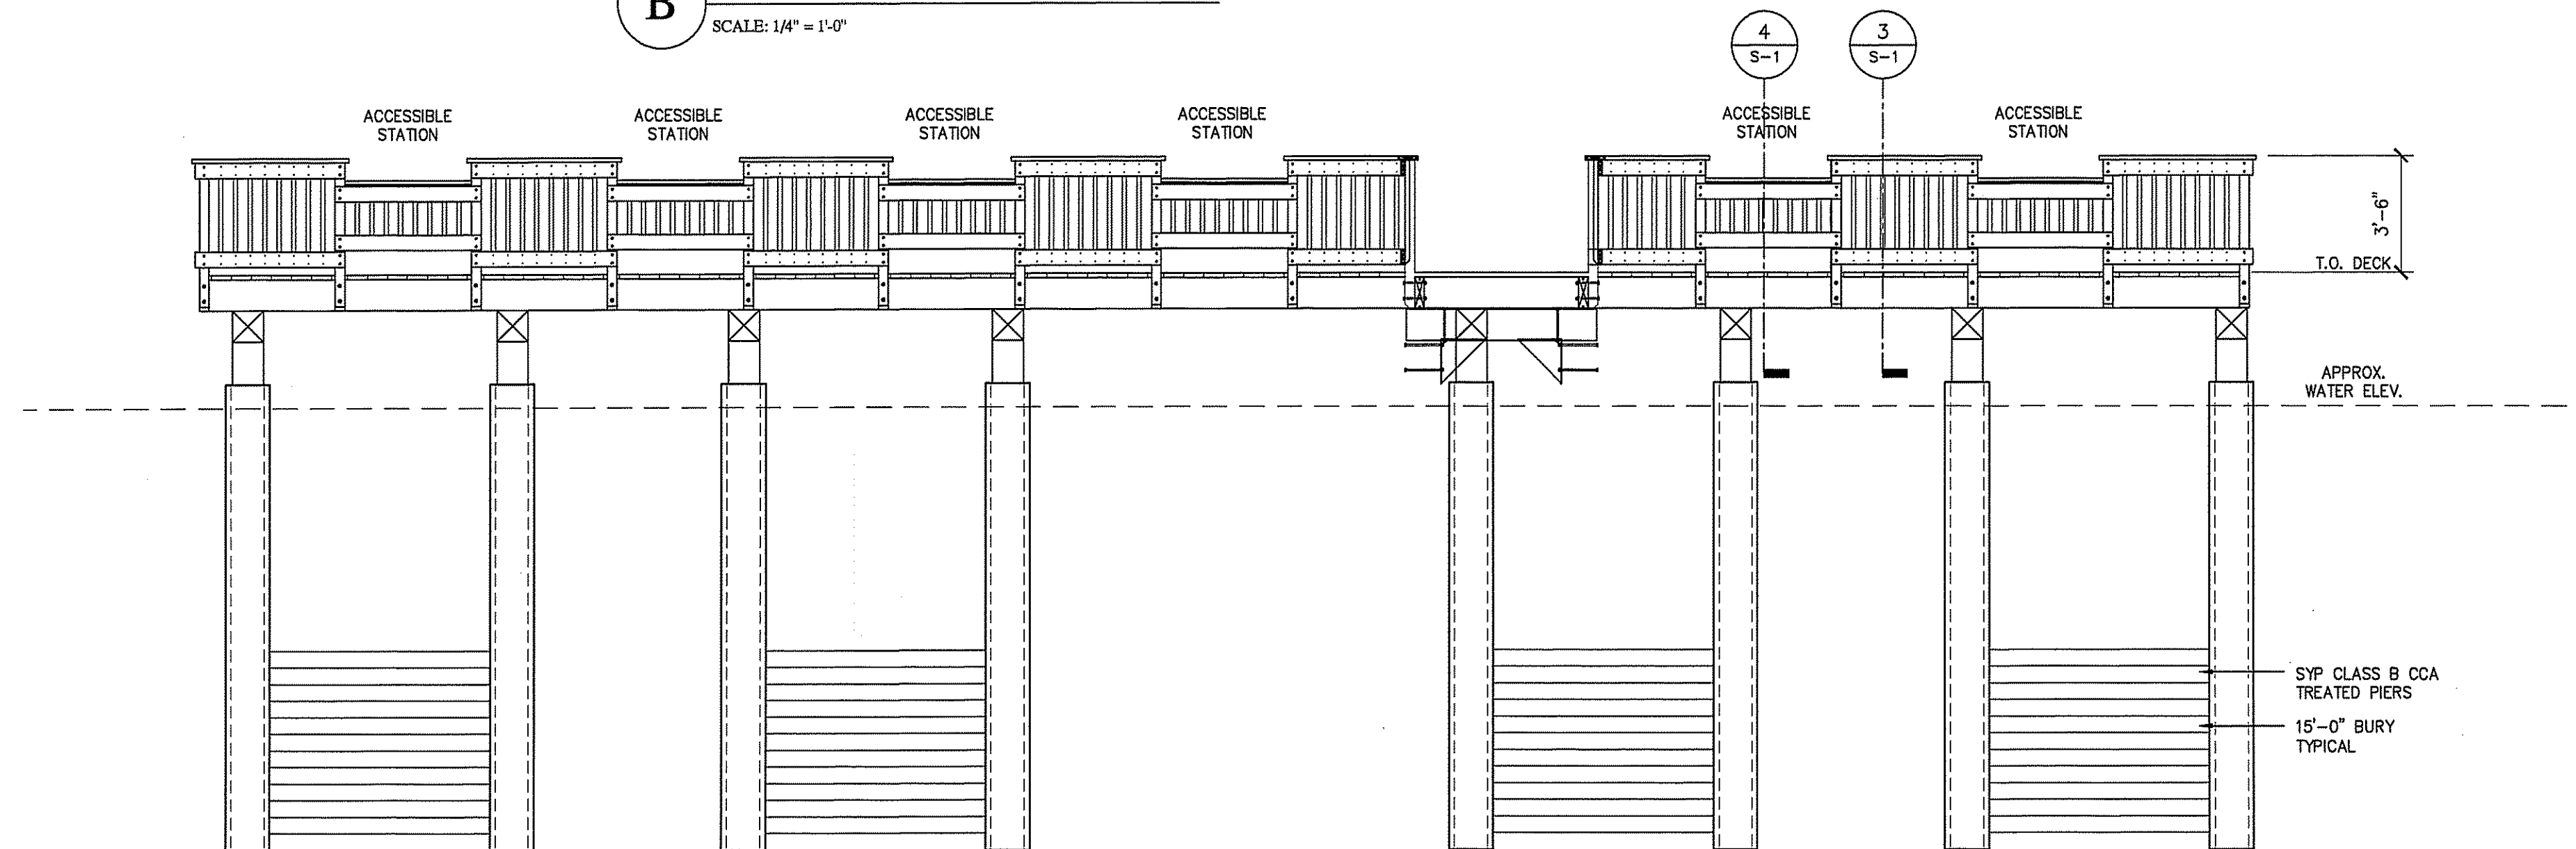 B
SCALE: 1/4" = 1'-0"
4
S-1
3
S-1
ACCESSIBLE
STATION
ACCESSIBLE
STATION
ACCESSIBLE
STATION
ACCESSIBLE
STATION
ACCESSIBLE
STATION
ACCESSIBLE
STATION
3'-6"
T.O. DECK
APPROX.
WATER ELEV.
SYP CLASS B CCA
TREATED PIERS
15'-0" BURY
TYPICAL